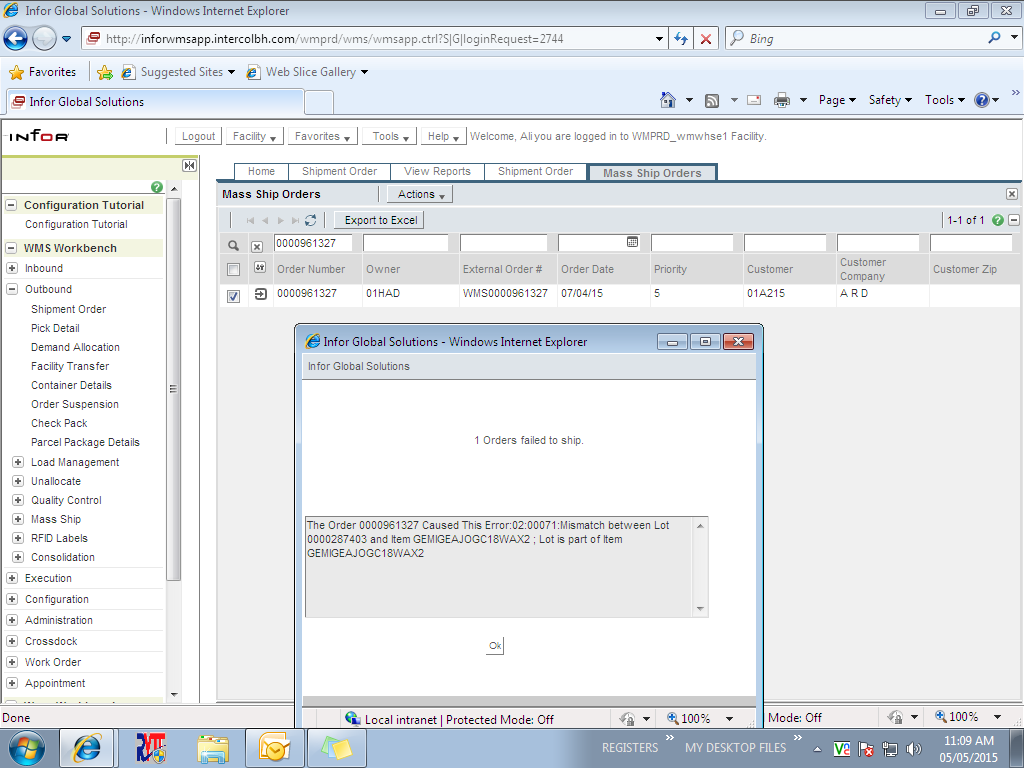 Infor Global Solutions - Windows Internet Explorer
http://inforwmsapp.intercolbh.com/wmprd/wms/wmsapp.ctrl?S|G|loginRequest=2744
Bing
Favorites
Suggested Sites
Web Slice Gallery
Infor Global Solutions
Page
Safety
Tools
»
INFOR
Logout
Facility
Favorites
Tools
Help
Welcome, Ali you are logged in to WMPRD_wmwhse1 Facility.
Home
Shipment Order
View Reports
Shipment Order
Mass Ship Orders
Mass Ship Orders
Actions
Export to Excel
1-1 of 1
0000961327
Order Number
Owner
External Order #
Order Date
Priority
Customer
Customer Company
Customer Zip
0000961327
01HAD
WMS0000961327
07/04/15
5
01A215
A R D
Configuration Tutorial
Configuration Tutorial
WMS Workbench
Inbound
Outbound
Shipment Order
Pick Detail
Demand Allocation
Facility Transfer
Container Details
Order Suspension
Check Pack
Parcel Package Details
Load Management
Unallocate
Quality Control
Mass Ship
RFID Labels
Consolidation
Execution
Configuration
Administration
Crossdock
Work Order
Appointment
Infor Global Solutions - Windows Internet Explorer
Infor Global Solutions
1 Orders failed to ship.
The Order 0000961327 Caused This Error:02:00071:Mismatch between Lot
0000287403 and Item GEMIGEAJOGC18WAX2 ; Lot is part of Item
GEMIGEAJOGC18WAX2
Ok
Local intranet | Protected Mode: Off
100%
Done
Mode: Off
100%
REGISTERS
»
MY DESKTOP FILES
»
11:09 AM
05/05/2015